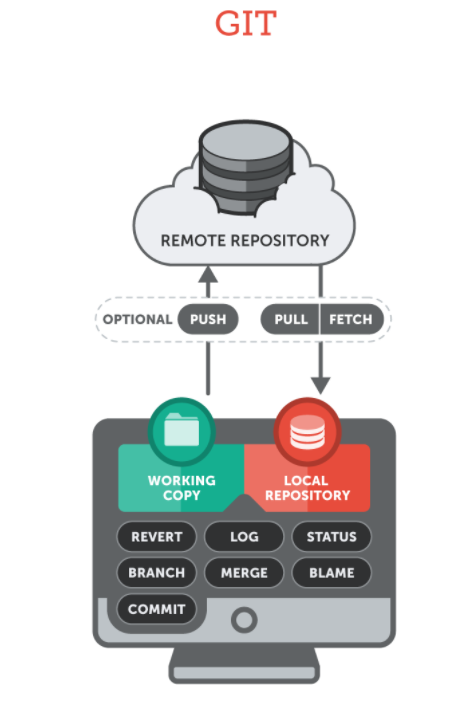 GIT
REMOTE REPOSITORY
OPTIONAL PUSH PULL FETCH
WORKING
COPY
LOCAL
REPOSITORY
REVERT LOG STATUS
BRANCH MERGE BLAME
COMMIT